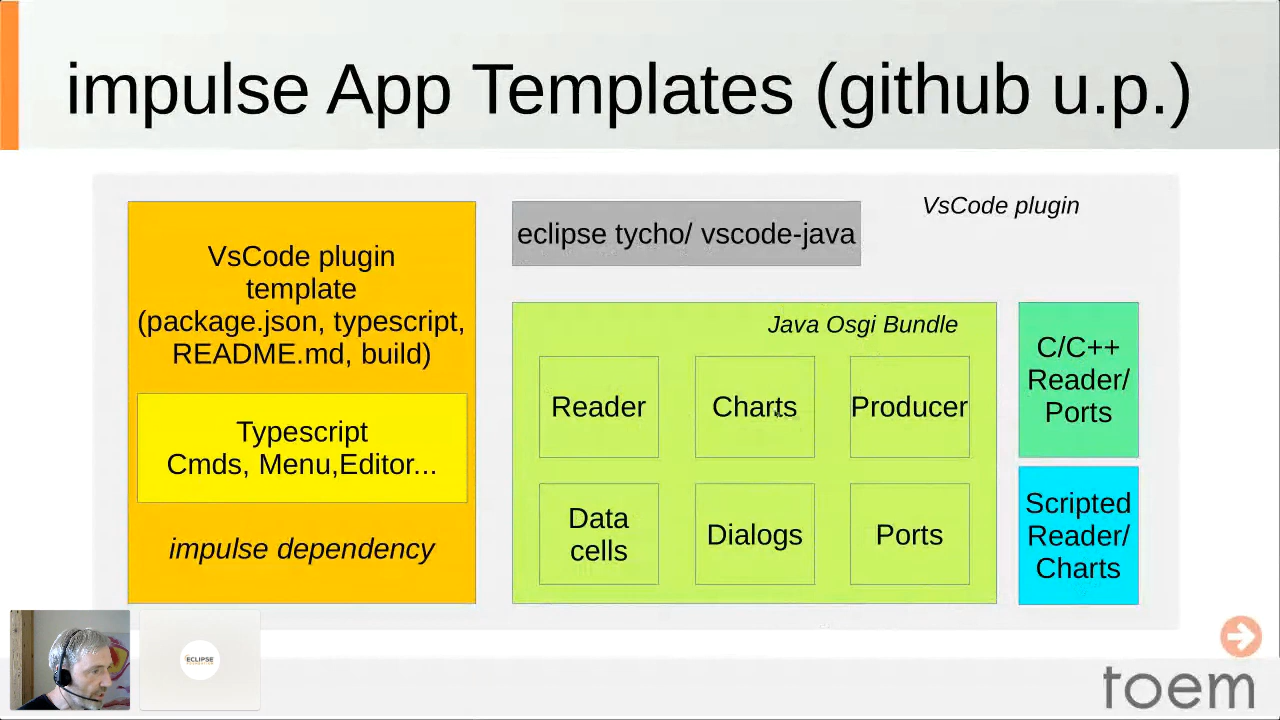 impulse App Templates (github u.p.)
VsCode plugin
VsCode plugin
template
(package.json, typescript,
README.md, build)
Typescript
Cmds, Menu,Editor...
impulse dependency
eclipse tycho/ vscode-java
Java Osgi Bundle
Reader
Charts
Producer
Data
cells
Dialogs
Ports
C/C++
Reader/
Ports
Scripted
Reader/
Charts
ECLIPSE
toem